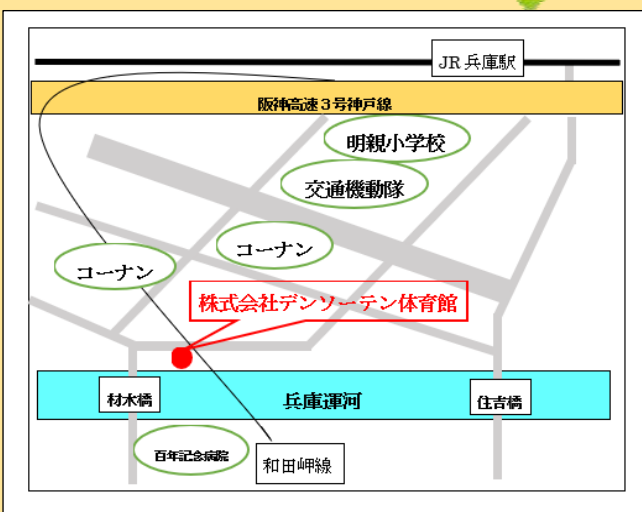 JR 兵庫駅
阪神高速３号神戸線
明親小学校
交通機動隊
コーナン
コーナン
株式会社デンソーテン体育館
材木橋
兵庫運河
住吉橋
百年記念病院
和田岬線